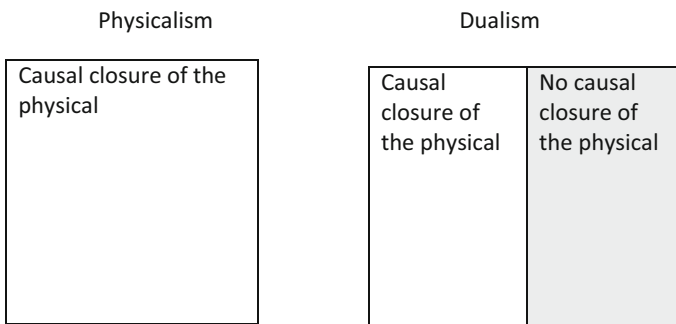 Physicalism
Dualism
Causal closure of the
physical
Causal
closure of
the physical
No causal
closure of
the physical